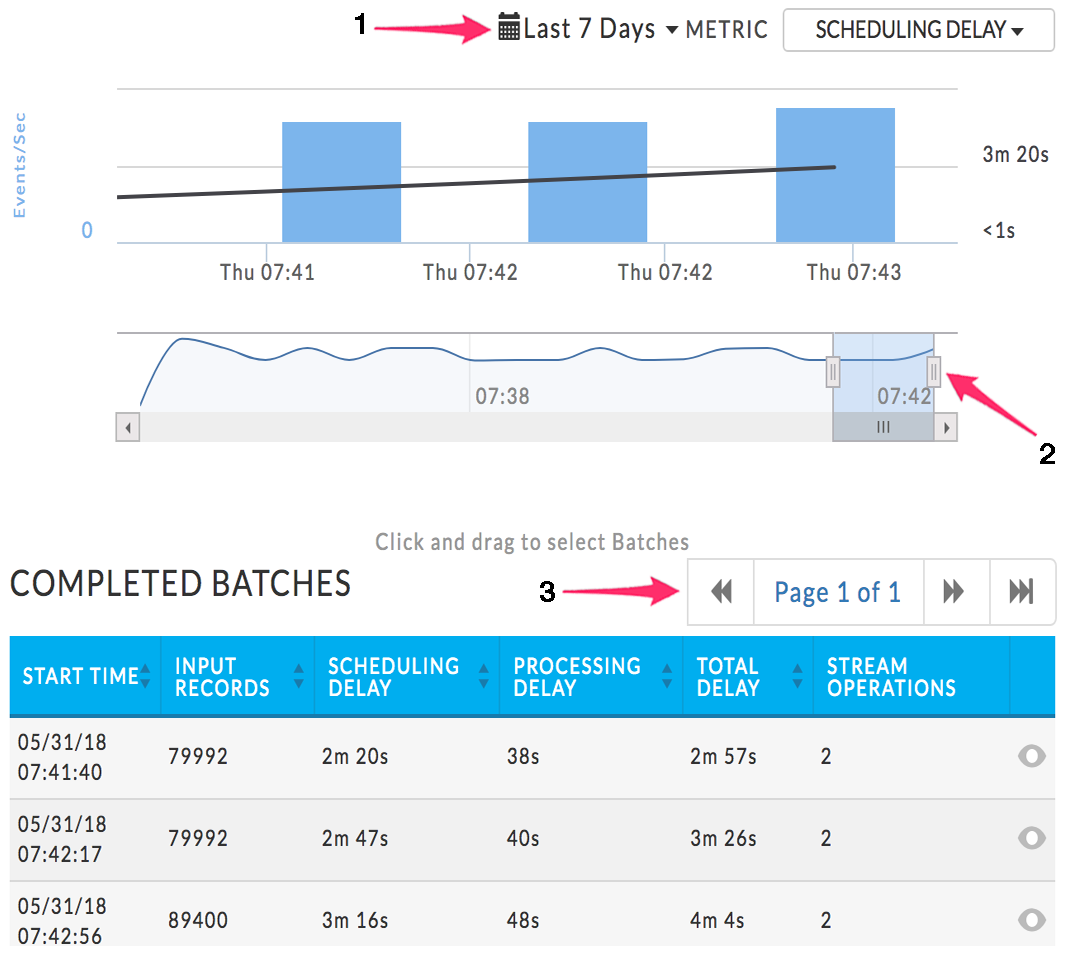 1
Last 7 Days METRIC SCHEDULING DELAY
Events/Sec
3m 20s
0
<1s
Thu 07:41 Thu 07:42 Thu 07:42 Thu 07:43
07:38 07:42
2
Click and drag to select Batches
COMPLETED BATCHES
3
Page 1 of 1
START TIME INPUT RECORDS SCHEDULING DELAY PROCESSING DELAY TOTAL DELAY STREAM OPERATIONS
05/31/18 07:41:40 79992 2m 20s 38s 2m 57s 2
05/31/18 07:42:17 79992 2m 47s 40s 3m 26s 2
05/31/18 07:42:56 89400 3m 16s 48s 4m 4s 2